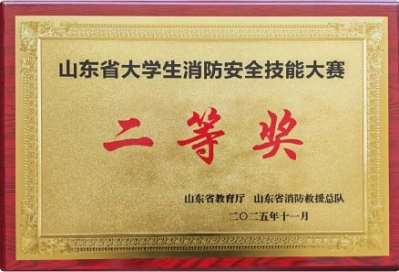 山东省大学生消防安全技能大赛
二等奖
山东省教育厅 山东省消防救援总队
二〇二五年十一月